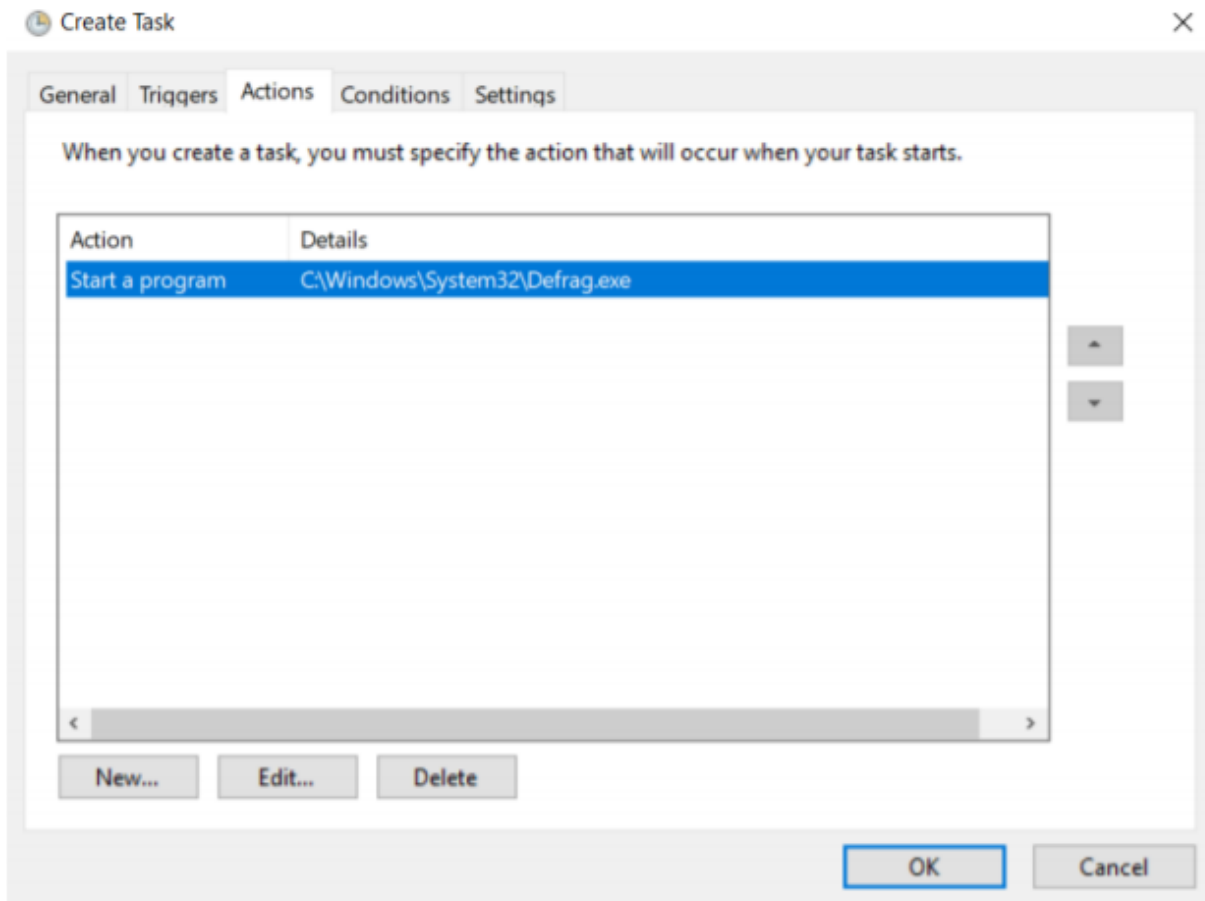 Create Task
General Triggers Actions Conditions Settings
When you create a task, you must specify the action that will occur when your task starts.
Action Details
Start a program C:\Windows\System32\Defrag.exe
New... Edit... Delete
OK Cancel